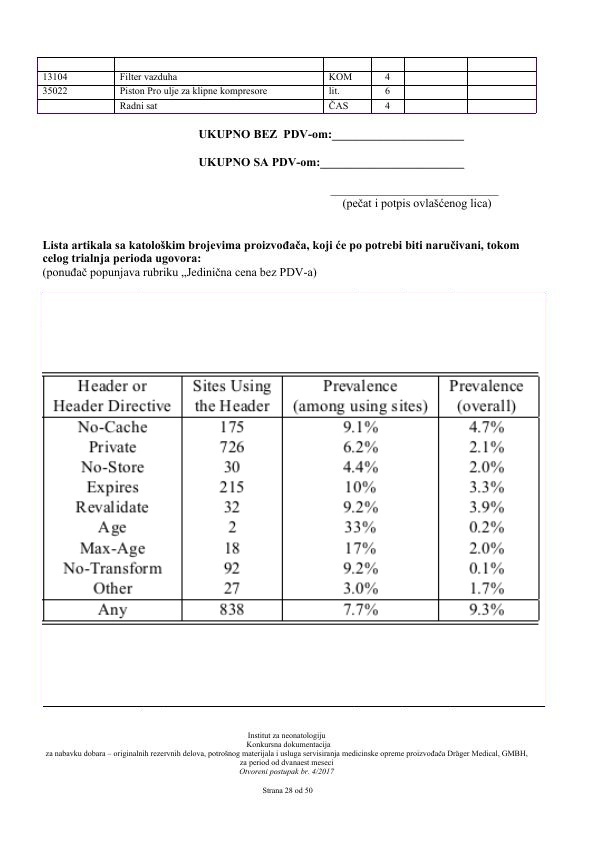 13104 Filter vazduha KOM 4
35022 Piston Pro ulje za klipne kompresore lit. 6
Radni sat ČAS 4
UKUPNO BEZ PDV-om:_______________________
UKUPNO SA PDV-om:_________________________
_____________________________
(pečat i potpis ovlašćenog lica)
Lista artikala sa katološkim brojevima proizvođača, koji će po potrebi biti naručivani, tokom
celog trialnja perioda ugovora:
(ponuđač popunjava rubriku „Jedinična cena bez PDV-a)
Header or Sites Using Prevalence Prevalence
Header Directive the Header (among using sites) (overall)
No-Cache 175 9.1% 4.7%
Private 726 6.2% 2.1%
No-Store 30 4.4% 2.0%
Expires 215 10% 3.3%
Revalidate 32 9.2% 3.9%
Age 2 33% 0.2%
Max-Age 18 17% 2.0%
No-Transform 92 9.2% 0.1%
Other 27 3.0% 1.7%
Any 838 7.7% 9.3%
Institut za neonatologiju
Konkursna dokumentacija
za nabavku dobara – originalnih rezervnih delova, potrošnog materijala i usluga servisiranja medicinske opreme proizvođača Dräger Medical, GMBH,
za period od dvanaest meseci
Otvoreni postupak br. 4/2017
Strana 28 od 50